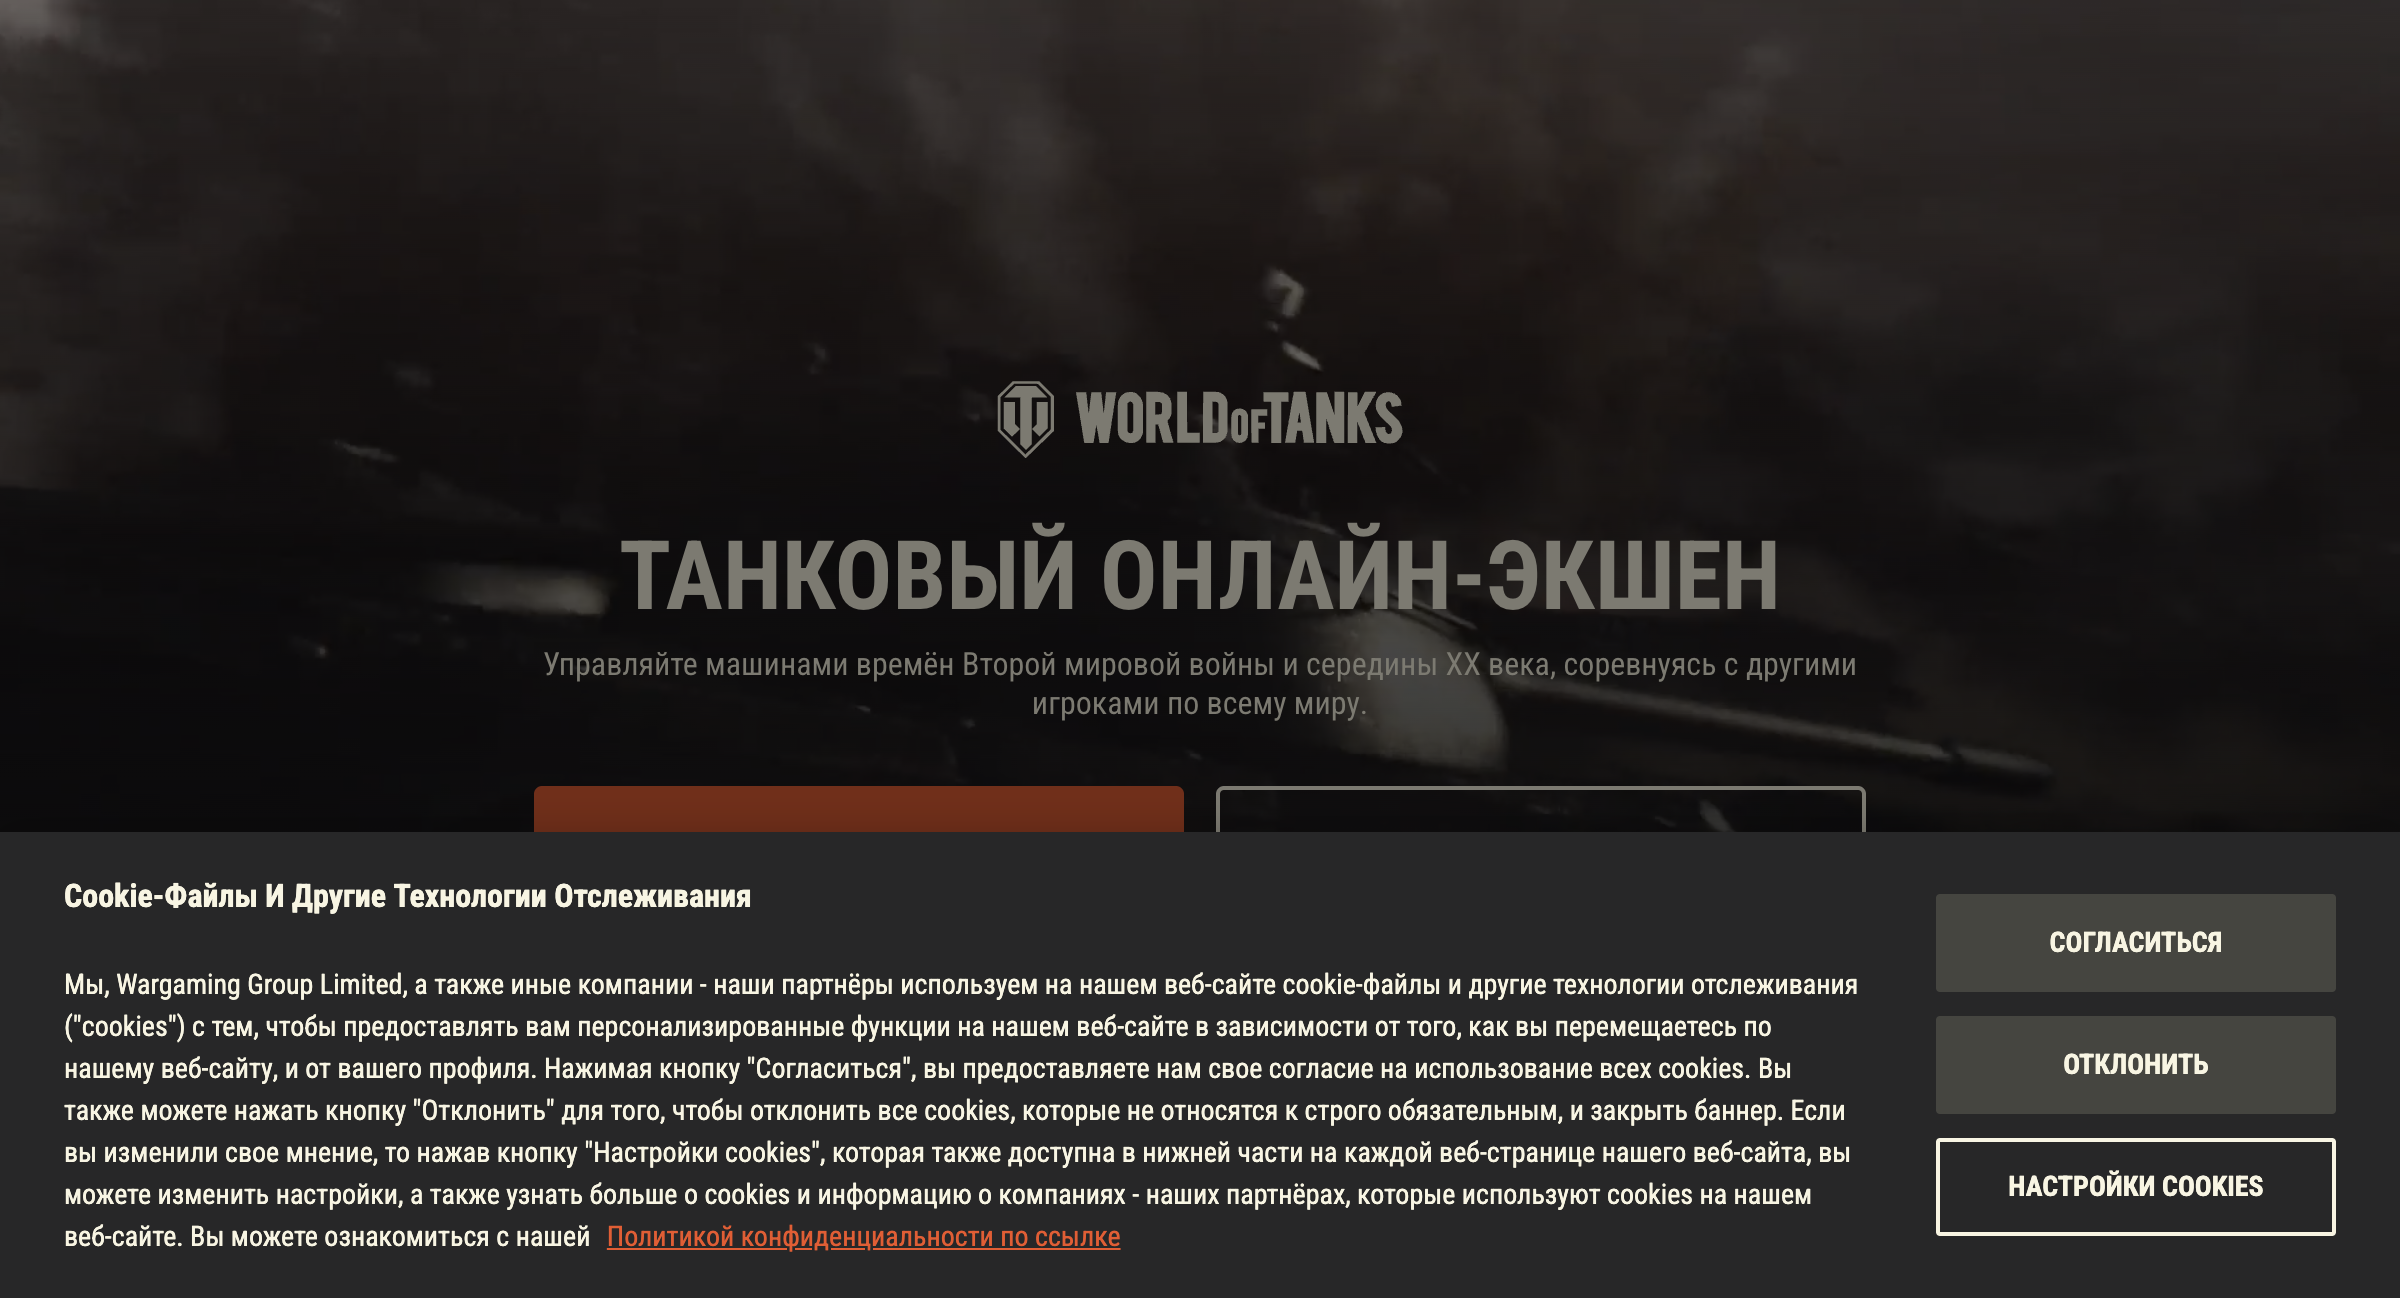 WORLD OF TANKS
ТАНКОВЫЙ ОНЛАЙН-ЭКШЕН
Управляйте машинами времён Второй мировой войны и середины XX века, соревнуясь с другими
игроками по всему миру.
Cookie-Файлы И Другие Технологии Отслеживания
Мы, Wargaming Group Limited, а также иные компании - наши партнёры используем на нашем веб-сайте cookie-файлы и другие технологии отслеживания
("cookies") с тем, чтобы предоставлять вам персонализированные функции на нашем веб-сайте в зависимости от того, как вы перемещаетесь по
нашему веб-сайту, и от вашего профиля. Нажимая кнопку "Согласиться", вы предоставляете нам свое согласие на использование всех cookies. Вы
также можете нажать кнопку "Отклонить" для того, чтобы отклонить все cookies, которые не относятся к строго обязательным, и закрыть баннер. Если
вы изменили свое мнение, то нажав кнопку "Настройки cookies", которая также доступна в нижней части на каждой веб-странице нашего веб-сайта, вы
можете изменить настройки, а также узнать больше о cookies и информацию о компаниях - наших партнёрах, которые используют cookies на нашем
веб-сайте. Вы можете ознакомиться с нашей Политикой конфиденциальности по ссылке
СОГЛАСИТЬСЯ
ОТКЛОНИТЬ
НАСТРОЙКИ COOKIES